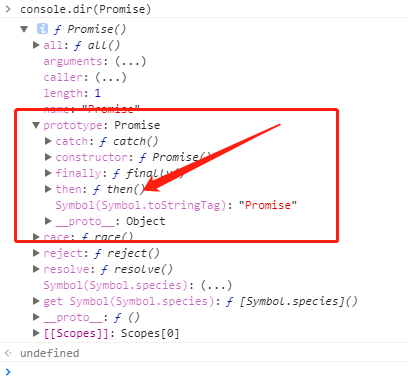 console.dir(Promise)
ƒ Promise()
all: ƒ all()
arguments: (...)
caller: (...)
length: 1
name: "Promise"
prototype: Promise
catch: ƒ catch()
constructor: ƒ Promise()
finally: ƒ finally()
then: ƒ then()
Symbol(Symbol.toStringTag): "Promise"
__proto__: Object
race: ƒ race()
reject: ƒ reject()
resolve: ƒ resolve()
Symbol(Symbol.species): (...)
get Symbol(Symbol.species): ƒ [Symbol.species]()
__proto__: ƒ ()
[[Scopes]]: Scopes[0]
undefined